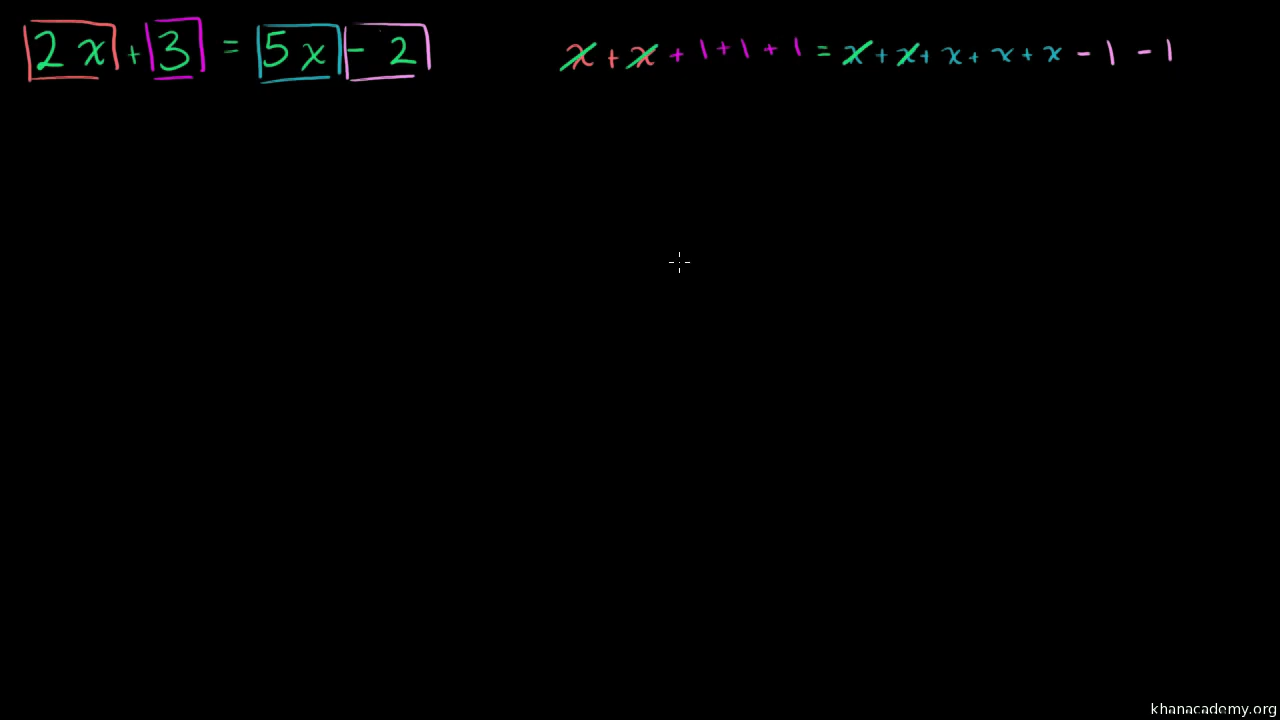 2x + 3 = 5x - 2
x + x + 1 + 1 + 1 = x + x + x + x + x - 1 - 1
khanacademy.org